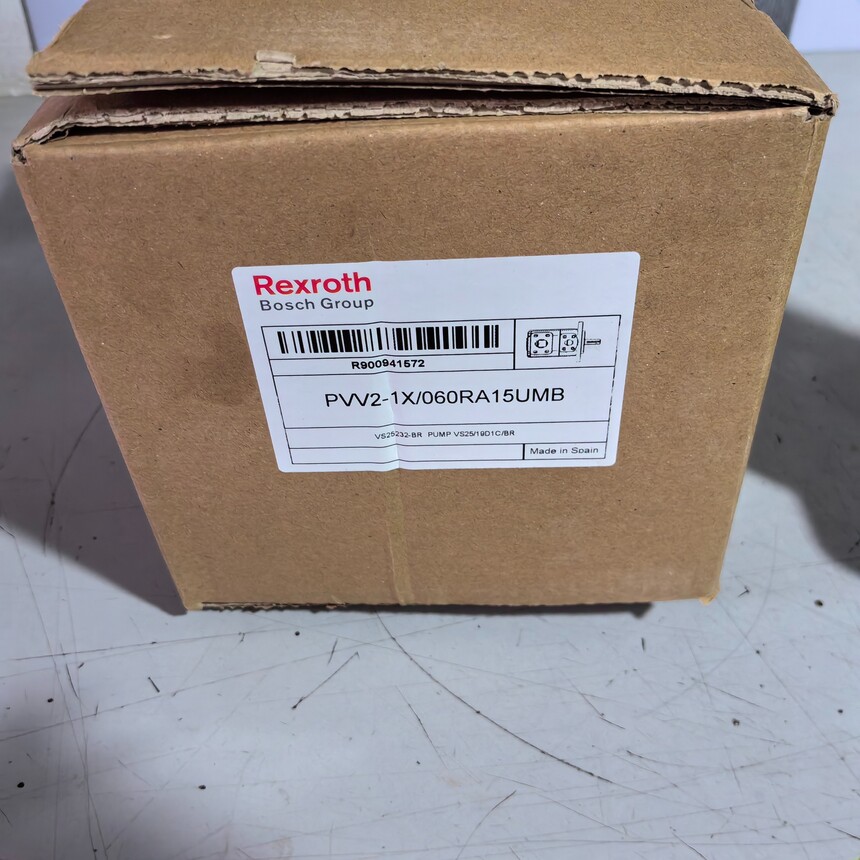 Rexroth
Bosch Group
R900941572
PVV2-1X/060RA15UMB
VS25232-BR PUMP VS25/19D1C/BR
Made in Spain